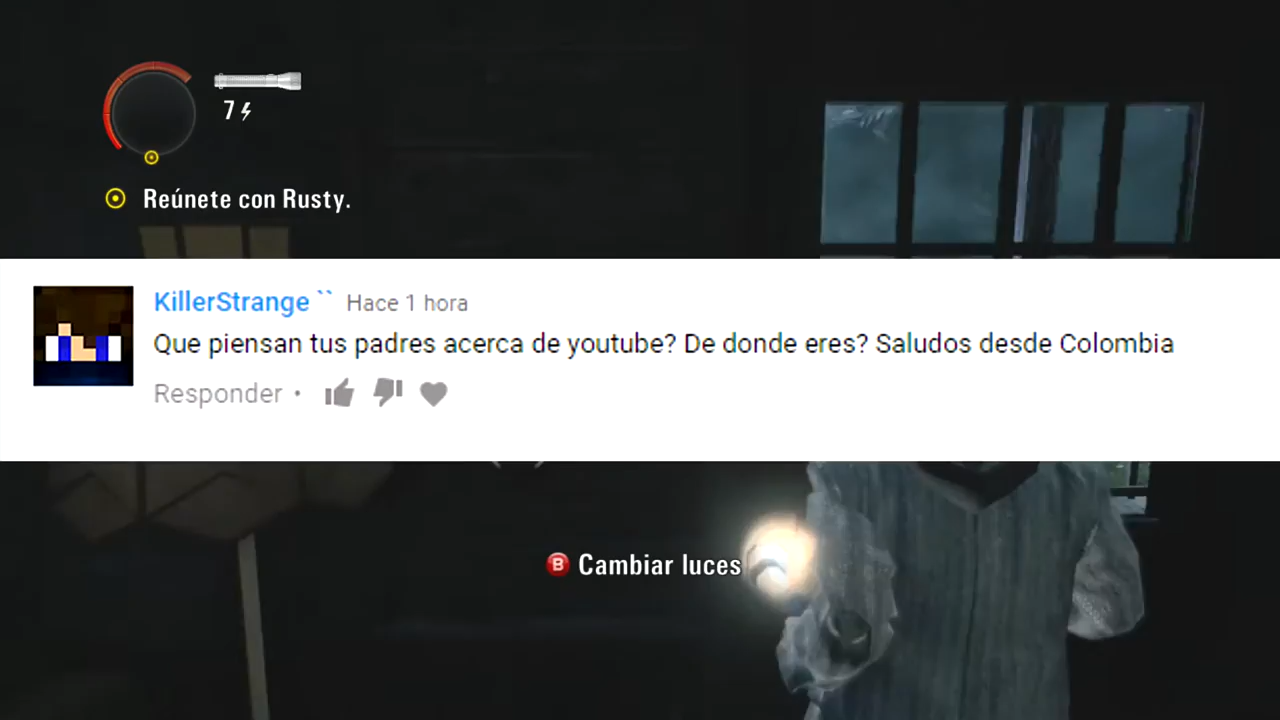 7
Reúnete con Rusty.
KillerStrange `` Hace 1 hora
Que piensan tus padres acerca de youtube? De donde eres? Saludos desde Colombia
Responder •
B Cambiar luces